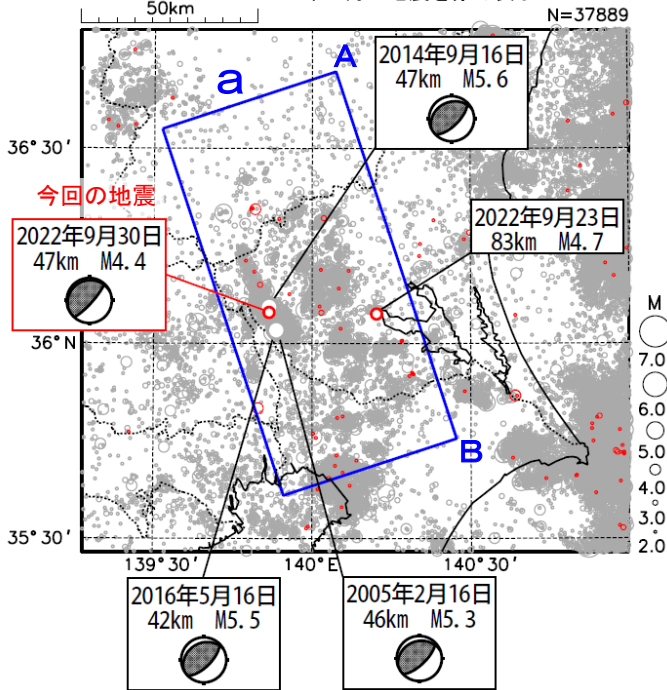 50km
N=37889
A
a
2014年9月16日
47km M5.6
36°30′
今回の地震
2022年9月30日
47km M4.4
2022年9月23日
83km M4.7
36°N
M
7.0
6.0
5.0
4.0
3.0
2.0
B
35°30′
139°30′
140°E
140°30′
2016年5月16日
42km M5.5
2005年2月16日
46km M5.3